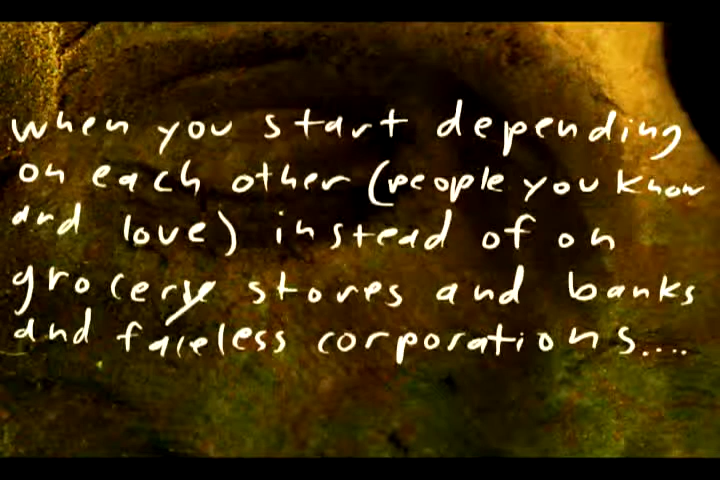 when you start depending
on each other (people you know
and love) instead of on
grocery stores and banks
and faceless corporations....